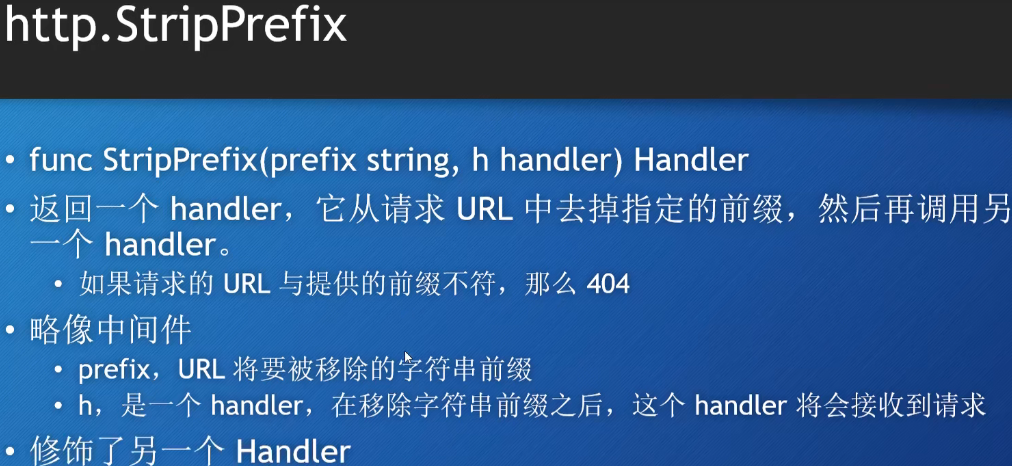 http.StripPrefix
• func StripPrefix(prefix string, h handler) Handler
• 返回一个 handler，它从请求 URL 中去掉指定的前缀，然后再调用另
一个 handler。
• 如果请求的 URL 与提供的前缀不符，那么 404
• 略像中间件
• prefix，URL 将要被移除的字符串前缀
• h，是一个 handler，在移除字符串前缀之后，这个 handler 将会接收到请求
• 修饰了另一个 Handler